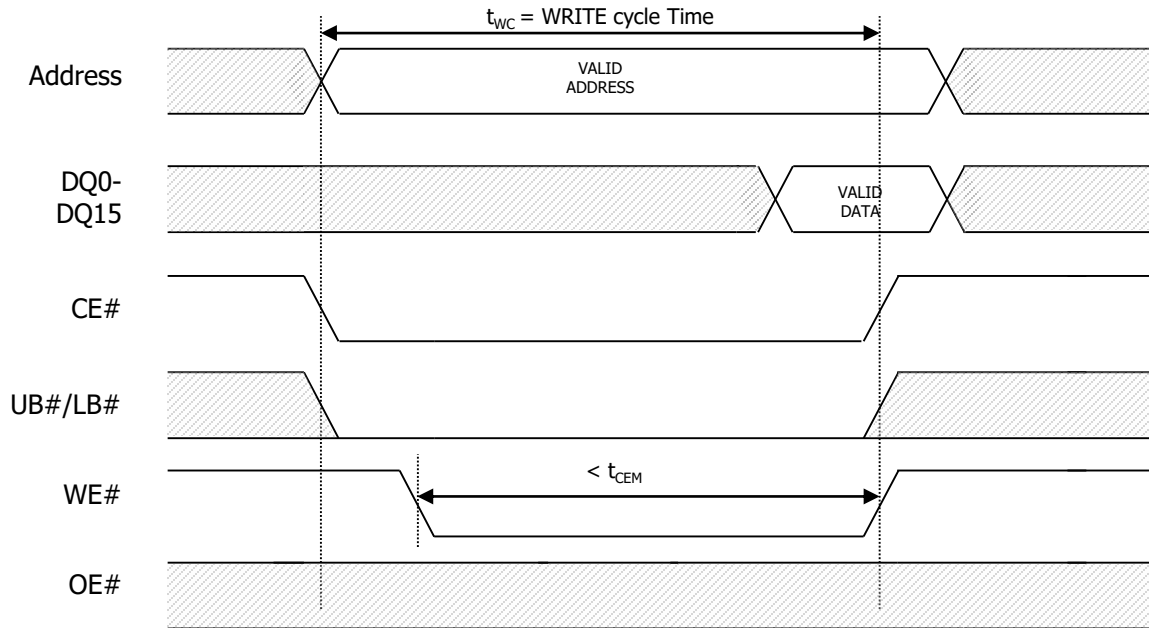 tWC = WRITE cycle Time
Address
VALID
ADDRESS
DQ0-
DQ15
VALID
DATA
CE#
UB#/LB#
WE#
< tCEM
OE#